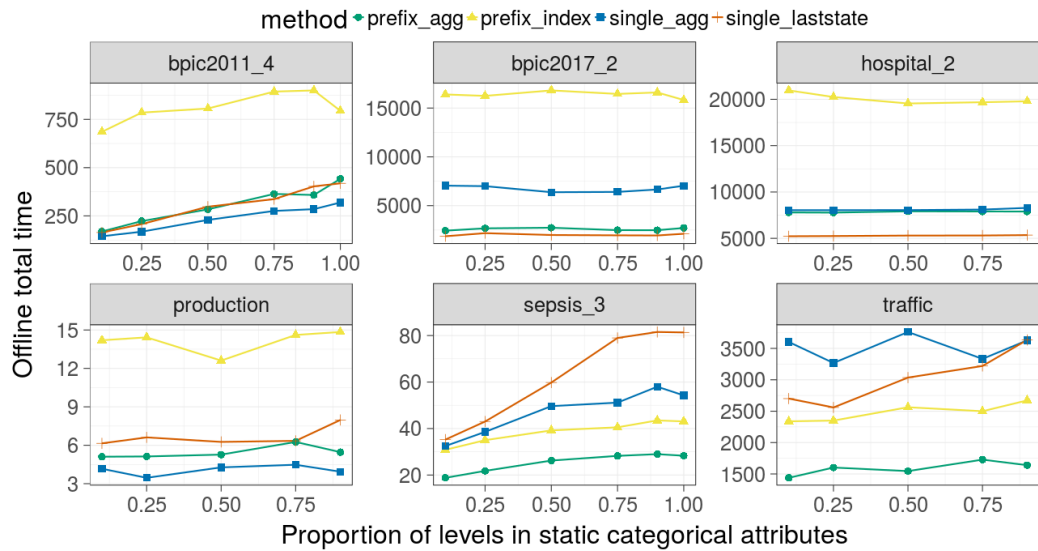 method prefix_agg prefix_index single_agg single_laststate
bpic2011_4 bpic2017_2 hospital_2
750
500
250
0.25 0.50 0.75 1.00
15000
10000
5000
0.25 0.50 0.75 1.00
20000
15000
10000
5000
0.25 0.50 0.75
Offline total time
production sepsis_3 traffic
15
12
9
6
3
0.25 0.50 0.75
80
60
40
20
0.25 0.50 0.75 1.00
3500
3000
2500
2000
1500
0.25 0.50 0.75
Proportion of levels in static categorical attributes